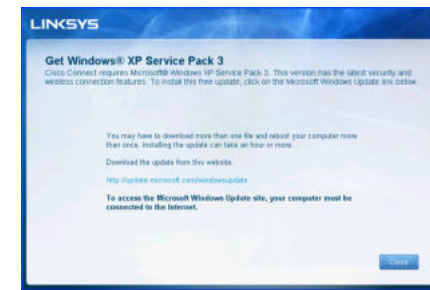 LINKSYS
Get Windows® XP Service Pack 3
Cisco Connect requires Microsoft® Windows XP Service Pack 3. This version has the latest security and
wireless connection features. To install this free update, click on the Microsoft Windows Update link below.
You may have to download more than one file and reboot your computer more
than once. Installing the update can take an hour or more.
Download the update from this website.
http://update.microsoft.com/windowsupdate
To access the Microsoft Windows Update site, your computer must be
connected to the Internet.
Close